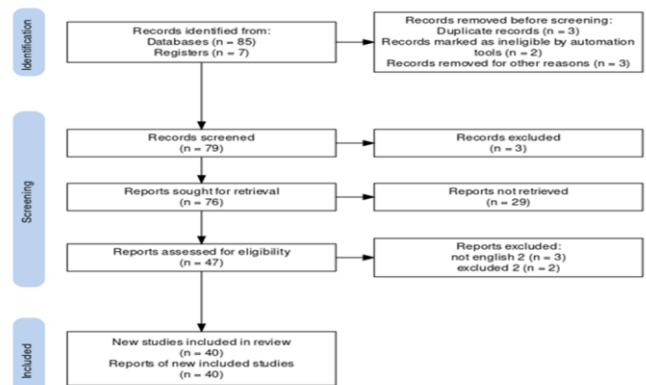 Identification
Records identified from:
Databases (n = 85)
Registers (n = 7)
Records removed before screening:
Duplicate records (n = 3)
Records marked as ineligible by automation
tools (n = 2)
Records removed for other reasons (n = 3)
Screening
Records screened
(n = 79)
Records excluded
(n = 3)
Reports sought for retrieval
(n = 76)
Reports not retrieved
(n = 29)
Reports assessed for eligibility
(n = 47)
Reports excluded:
not english 2 (n = 3)
excluded 2 (n = 2)
Included
New studies included in review
(n = 40)
Reports of new included studies
(n = 40)